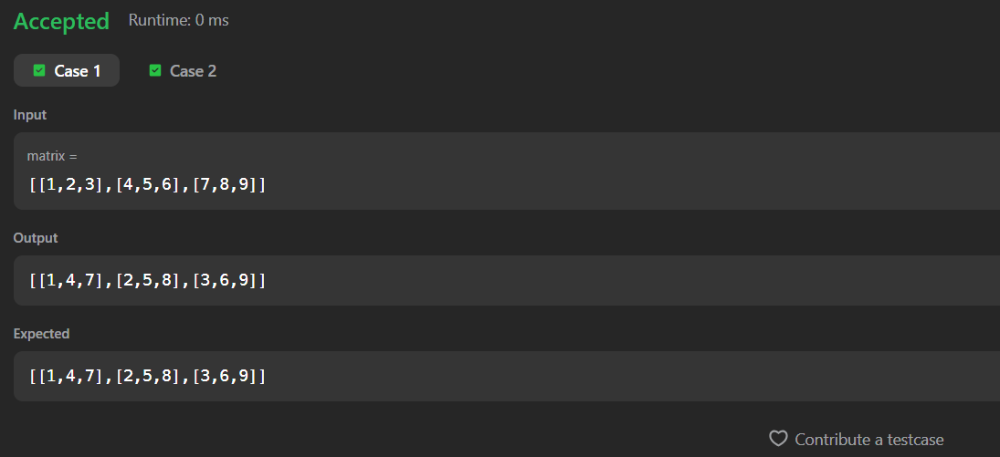 Accepted Runtime: 0 ms
Case 1 Case 2
Input
matrix =
[[1,2,3],[4,5,6],[7,8,9]]
Output
[[1,4,7],[2,5,8],[3,6,9]]
Expected
[[1,4,7],[2,5,8],[3,6,9]]
Contribute a testcase